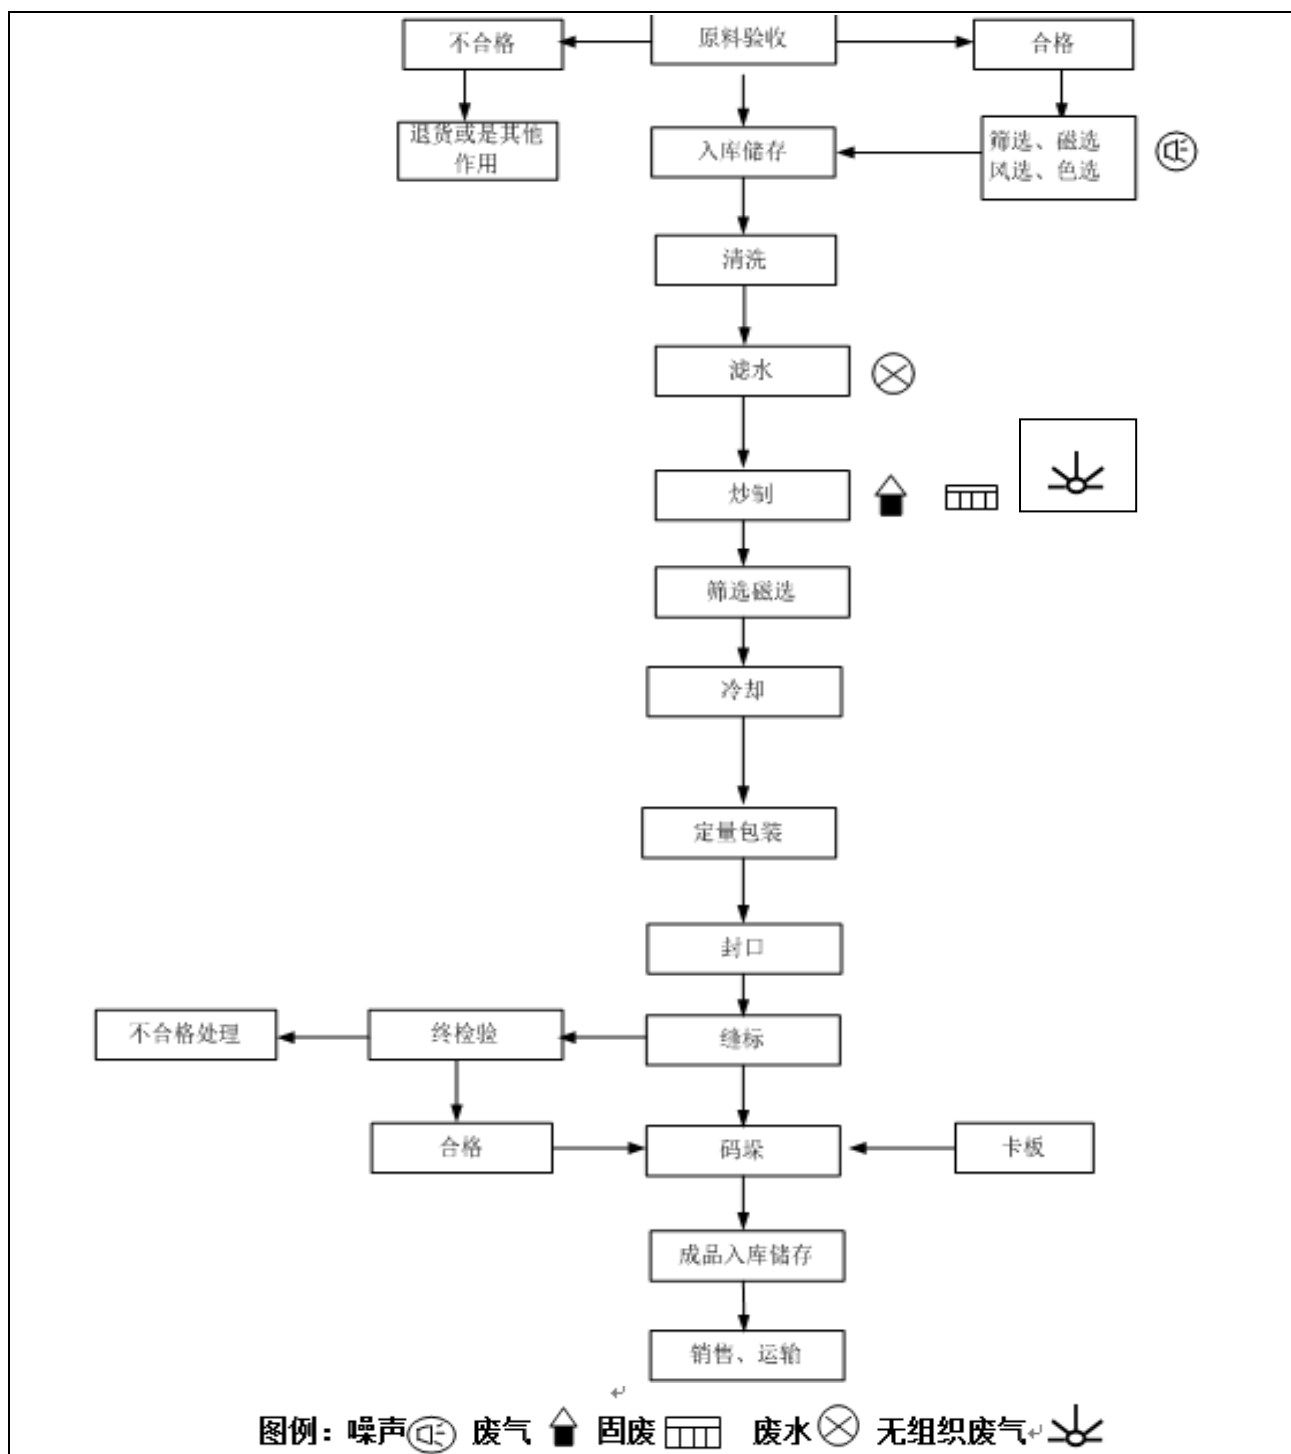 不合格
原料验收
合格
退货或是其他
作用
入库储存
筛选、磁选
风选、色选
清洗
滤水
炒制
筛选磁选
冷却
定量包装
封口
不合格处理
终检验
缝标
合格
码垛
卡板
成品入库储存
销售、运输
图例：噪声 废气 固废 废水 无组织废气